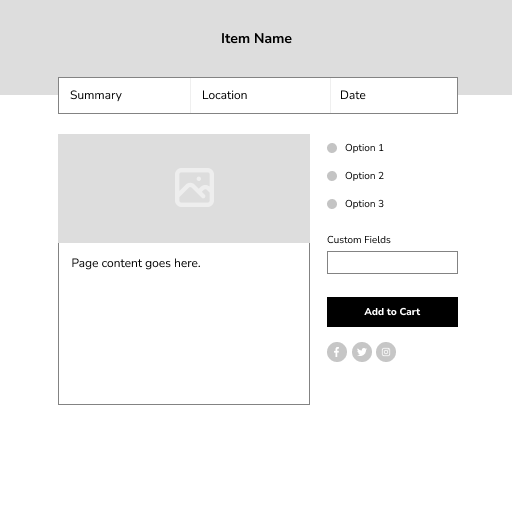 Item Name
Summary
Location
Date
Option 1
Option 2
Option 3
Custom Fields
Page content goes here.
Add to Cart